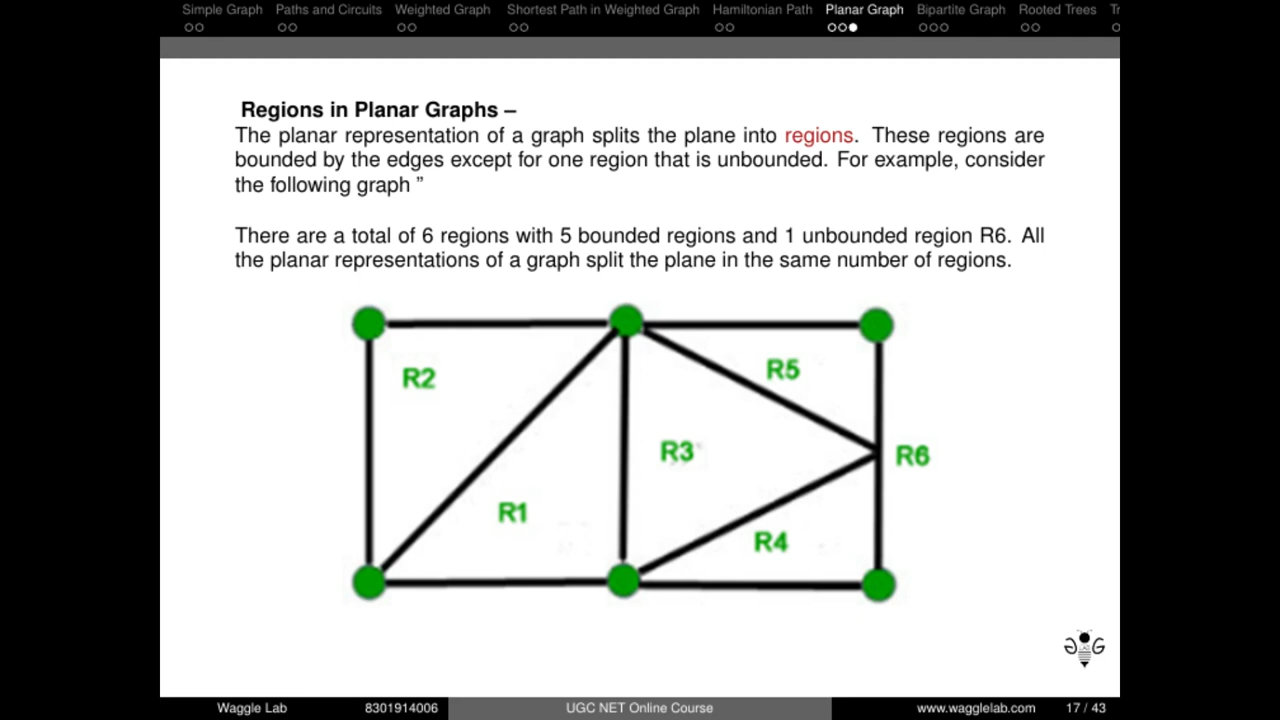 Simple Graph Paths and Circuits Weighted Graph Shortest Path in Weighted Graph Hamiltonian Path Planar Graph Bipartite Graph Rooted Trees Tr
Regions in Planar Graphs –
The planar representation of a graph splits the plane into regions. These regions are
bounded by the edges except for one region that is unbounded. For example, consider
the following graph ”
There are a total of 6 regions with 5 bounded regions and 1 unbounded region R6. All
the planar representations of a graph split the plane in the same number of regions.
R2
R5
R3
R6
R1
R4
Waggle Lab 8301914006 UGC NET Online Course www.wagglelab.com 17 / 43